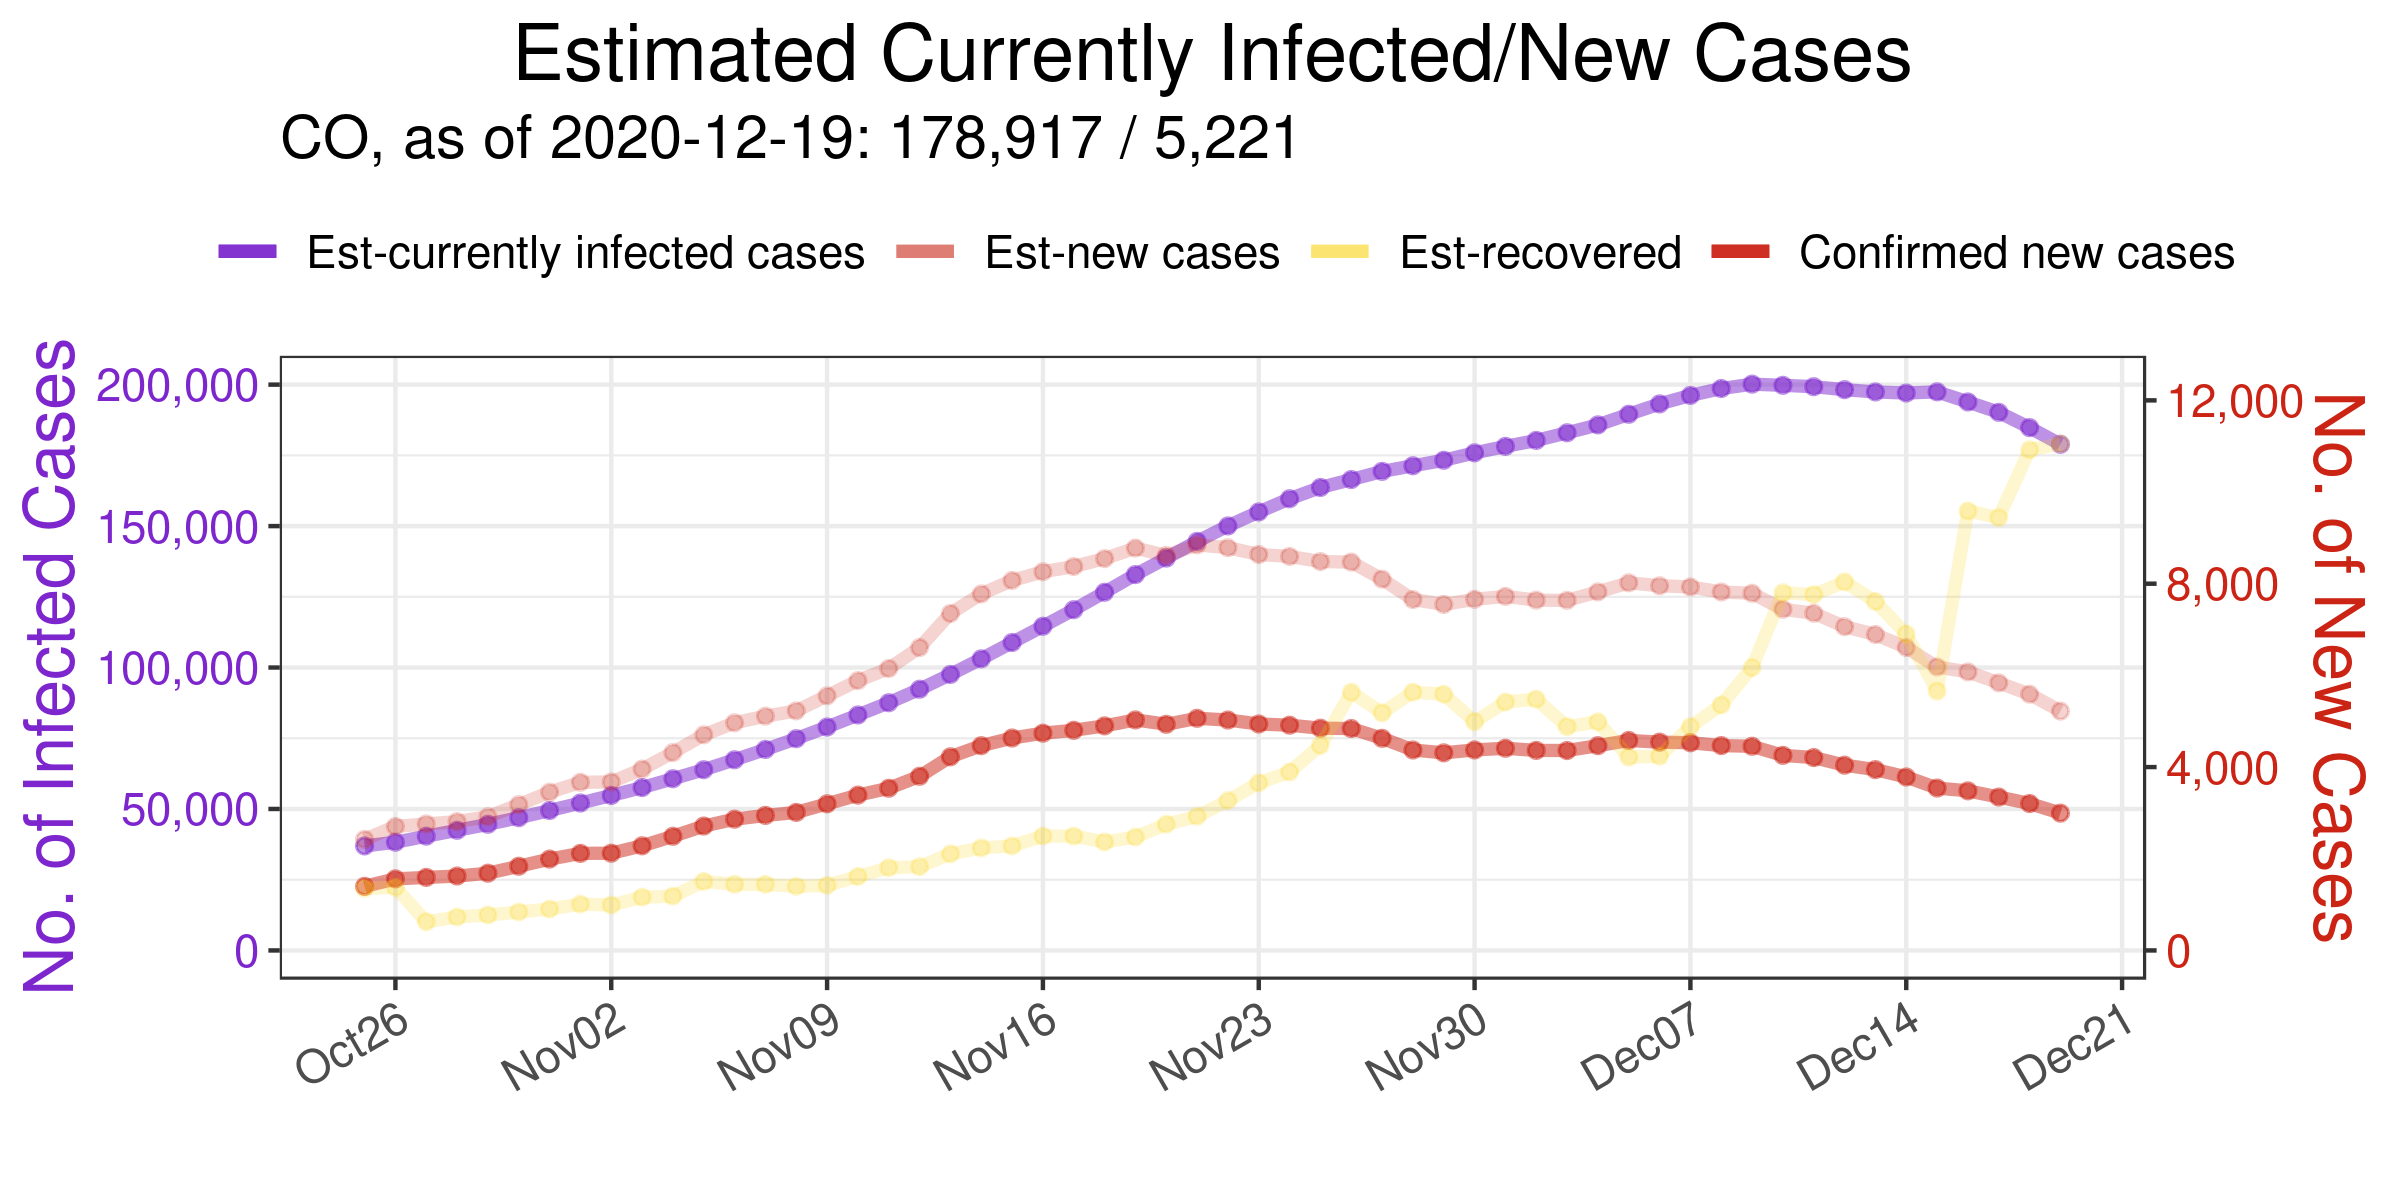 Estimated Currently Infected/New Cases
CO, as of 2020-12-19: 178,917 / 5,221
Est-currently infected cases Est-new cases Est-recovered Confirmed new cases
No. of Infected Cases
200,000
150,000
100,000
50,000
0
12,000
8,000
4,000
0
No. of New Cases
Oct26 Nov02 Nov09 Nov16 Nov23 Nov30 Dec07 Dec14 Dec21